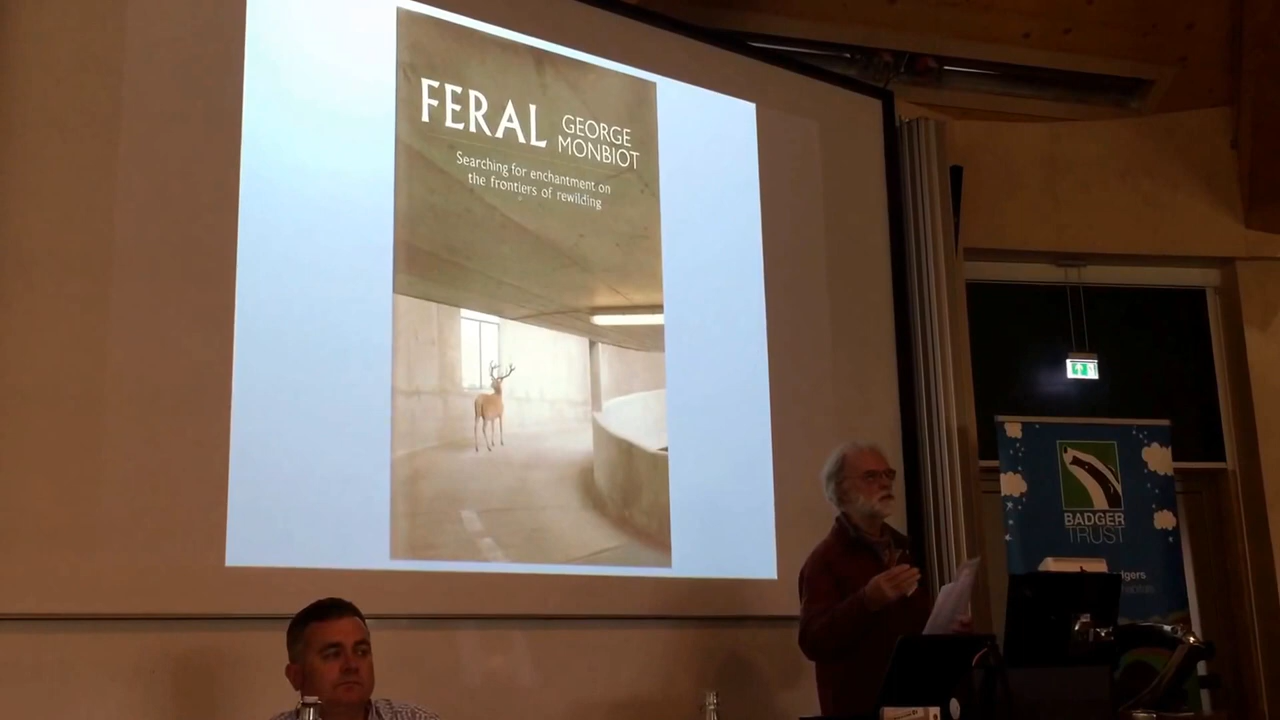 FERAL
GEORGE
MONBIOT
Searching for enchantment on
the frontiers of rewilding
BADGER
TRUST